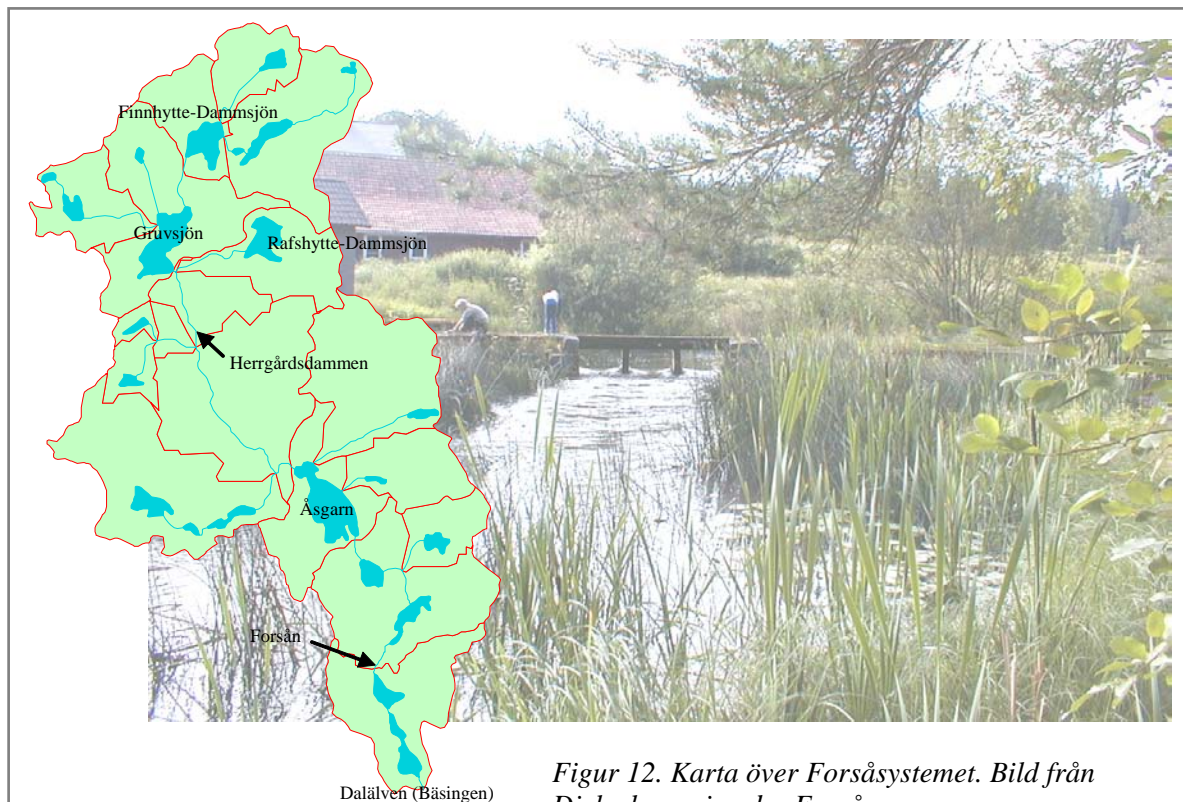 Finnhytte-Dammsjön
Gruvsjön
Rafshytte-Dammsjön
Herrgårdsdammen
Åsgarn
Forsån
Dalälven (Bäsingen)
Figur 12. Karta över Forsåsystemet. Bild från